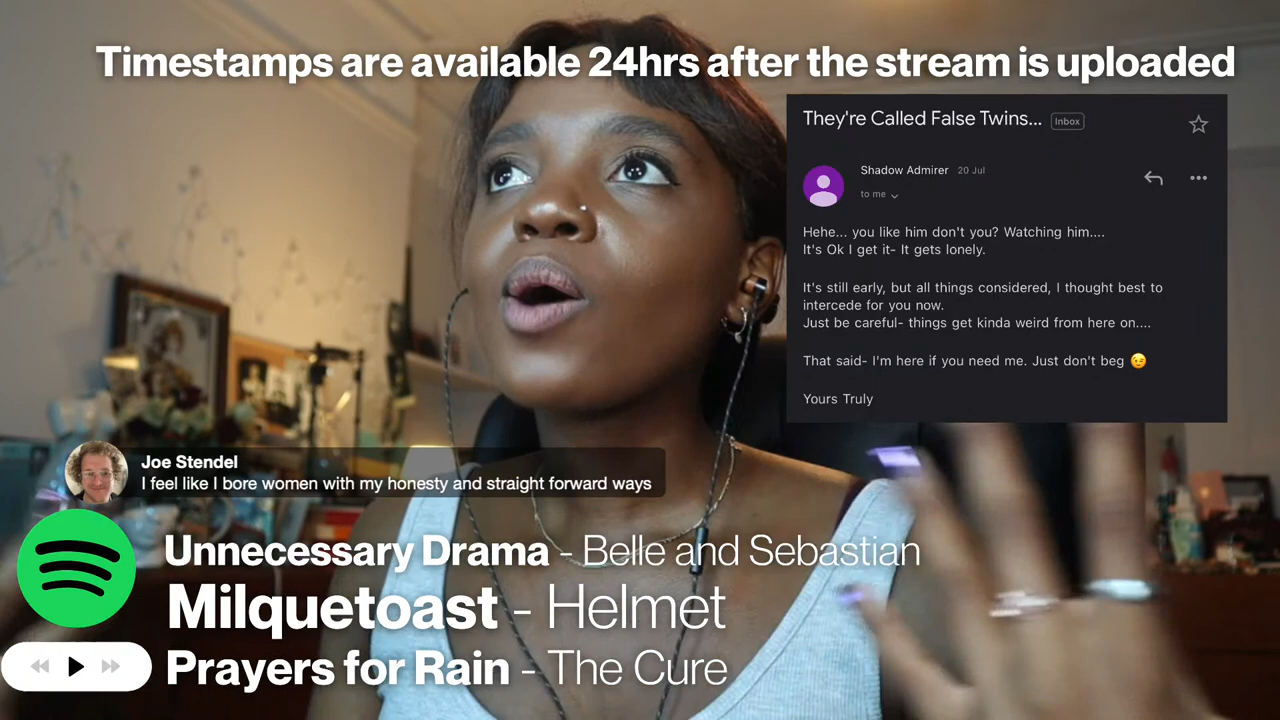 Timestamps are available 24hrs after the stream is uploaded
They're Called False Twins... Inbox
Shadow Admirer 20 Jul
to me
Hehe... you like him don't you? Watching him....
It's Ok I get it- It gets lonely.
It's still early, but all things considered, I thought best to
intercede for you now.
Just be careful- things get kinda weird from here on....
That said- I'm here if you need me. Just don't beg 😉
Yours Truly
Joe Stendel
I feel like I bore women with my honesty and straight forward ways
Unnecessary Drama - Belle and Sebastian
Milquetoast - Helmet
Prayers for Rain - The Cure